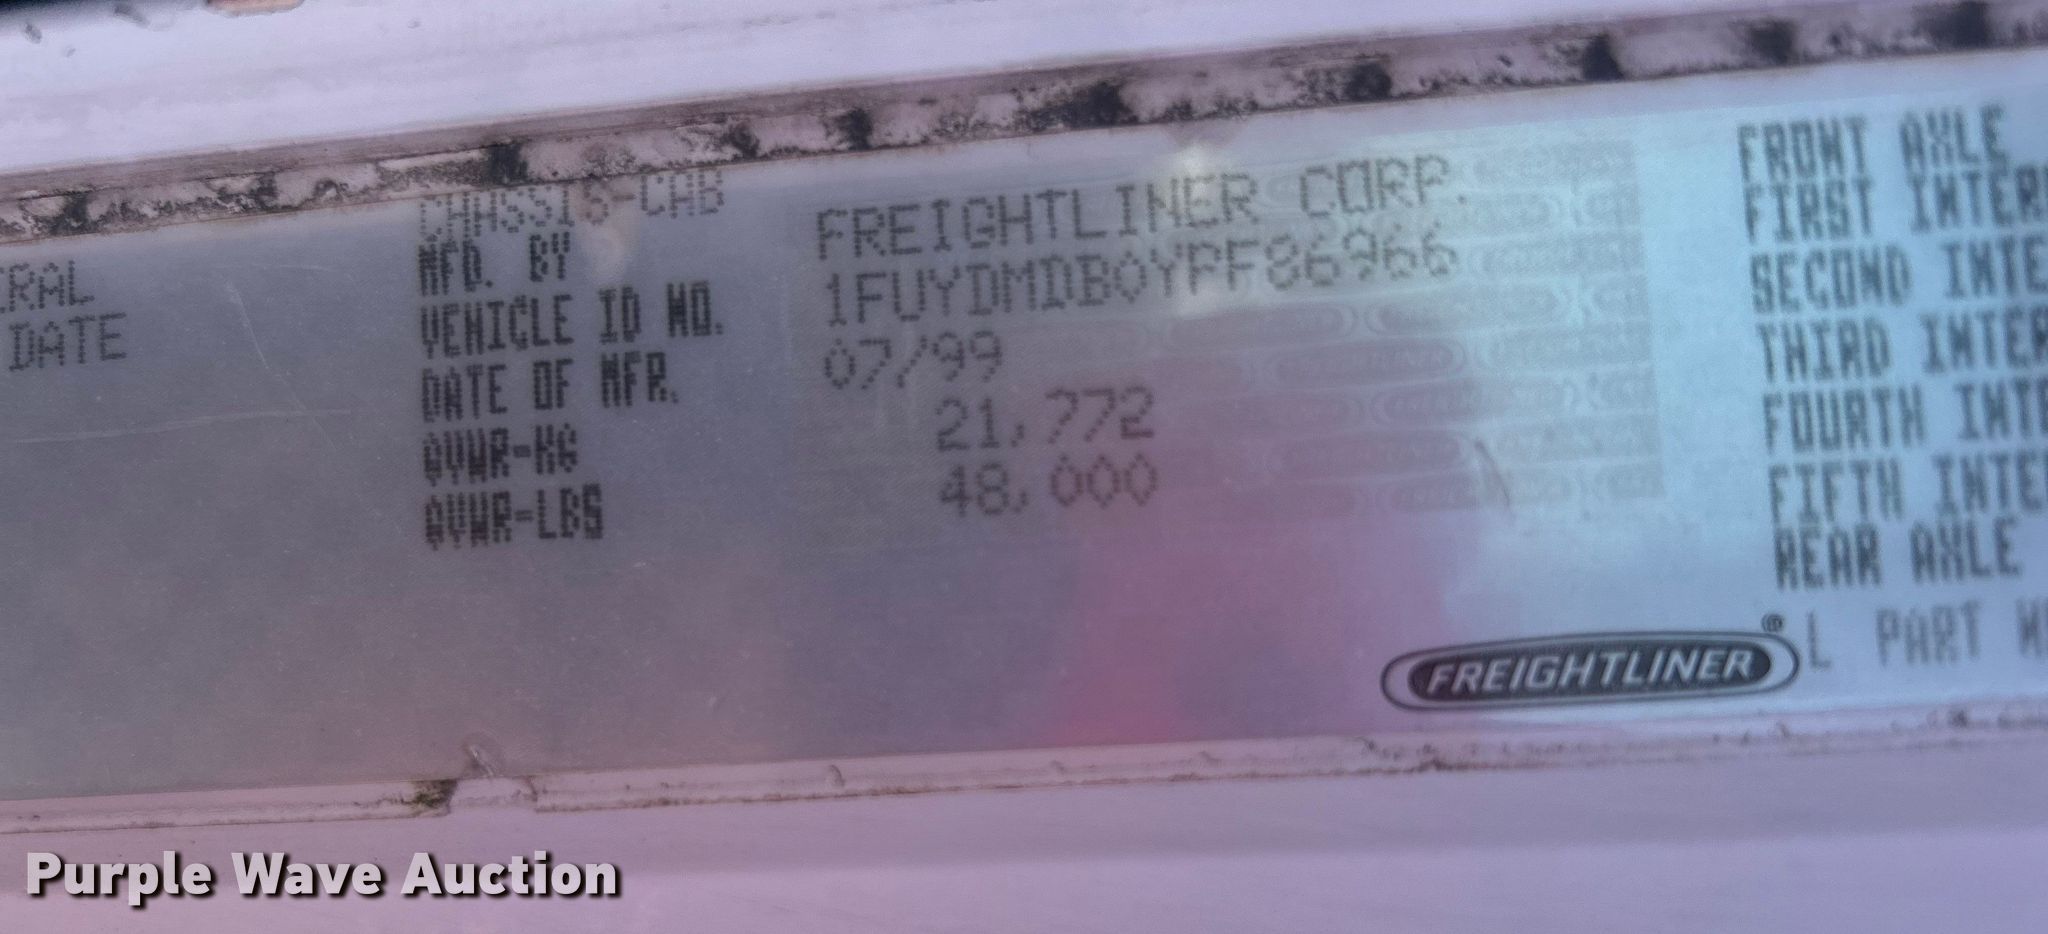 RAL
DATE
CHASSIS-CAB
MFD. BY FREIGHTLINER CORP.
VEHICLE ID NO. 1FUYDMDB0YPF86966
DATE OF MFR. 07/99
GVWR-KG 21,772
GVWR-LBS 48,000
FRONT AXLE
FIRST INTER
SECOND INTE
THIRD INTER
FOURTH INTE
FIFTH INTE
REAR AXLE
FREIGHTLINER®
L PART
Purple Wave Auction